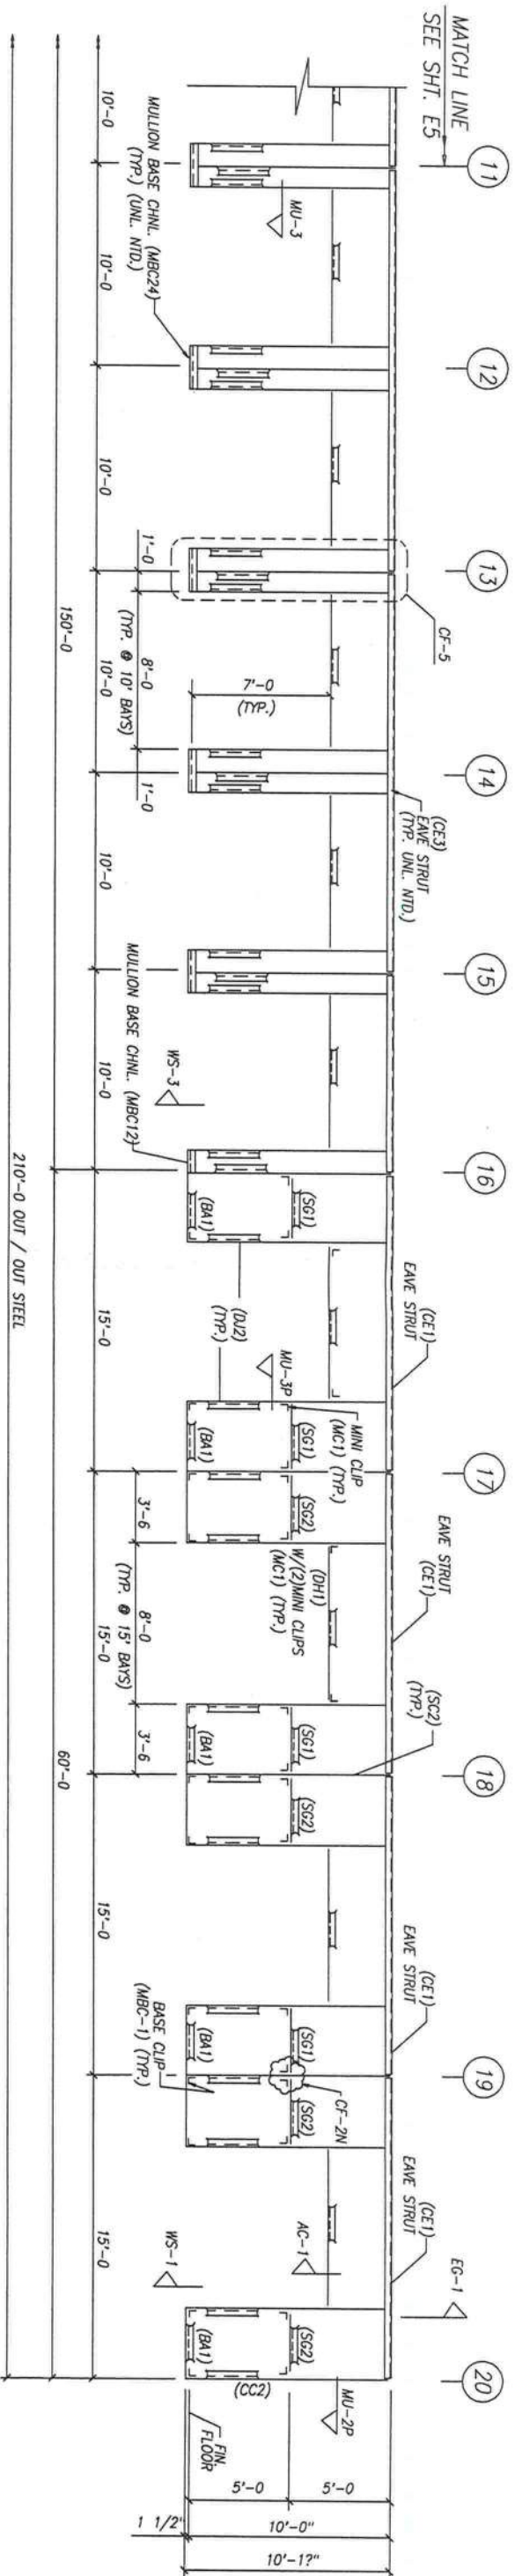 MATCH LINE
SEE SHT. E5
11
12
13
14
15
16
17
18
19
20
MU-3
CF-5
(CE3)
EAVE STRUT
(TYP. UNL. NTD.)
(CE1)
EAVE STRUT
EAVE STRUT
(CE1)
(SC2)
(TYP.)
(CE1)
EAVE STRUT
(CE1)
EAVE STRUT
EG-1
7'-0
(TYP.)
WS-3
(SG1)
(BA1)
(DJ2)
(TYP.)
MU-3P
MINI CLIP
(MC1) (TYP.)
(SG1)
(BA1)
(SG2)
(DH1)
W/(2)MINI CLIPS
(MC1) (TYP.)
(SG1)
(BA1)
(SG2)
(SG1)
(BA1)
CF-2N
(SG2)
BASE CLIP
(MBC-1) (TYP.)
AC-1
WS-1
(SG2)
(BA1)
(CC2)
MU-2P
FIN.
FLOOR
MULLION BASE CHNL. (MBC24)
(TYP.) (UNL. NTD.)
MULLION BASE CHNL. (MBC12)
1'-0
8'-0
(TYP. @ 10' BAYS)
1'-0
3'-6
8'-0
(TYP. @ 15' BAYS)
3'-6
10'-0
10'-0
10'-0
10'-0
10'-0
10'-0
15'-0
15'-0
15'-0
15'-0
150'-0
60'-0
210'-0 OUT / OUT STEEL
5'-0
5'-0
1 1/2"
10'-0"
10'-1?"